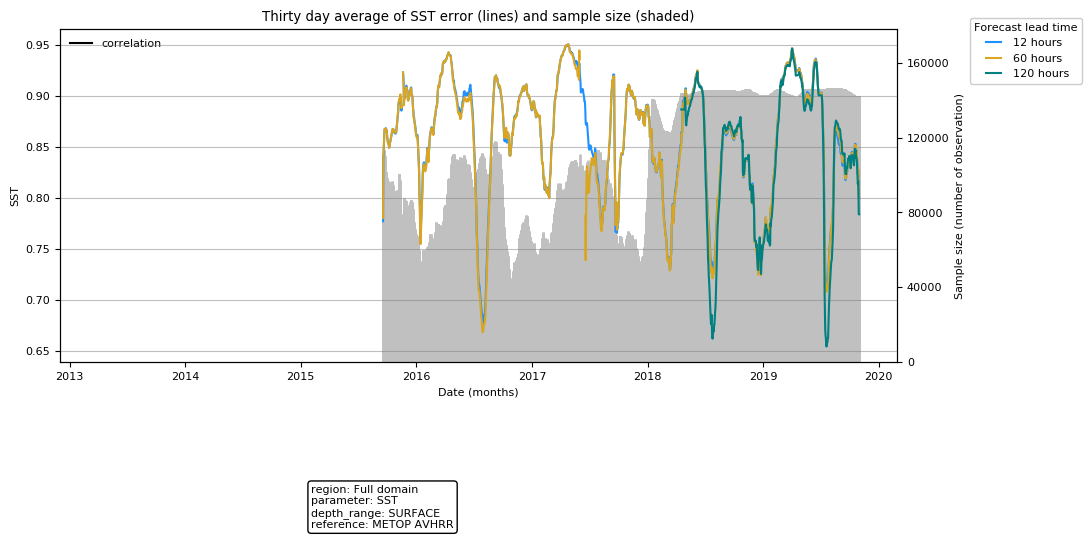 Thirty day average of SST error (lines) and sample size (shaded)
Forecast lead time
12 hours
60 hours
120 hours
correlation
SST
0.95
0.90
0.85
0.80
0.75
0.70
0.65
160000
120000
80000
40000
0
Sample size (number of observation)
2013 2014 2015 2016 2017 2018 2019 2020
Date (months)
region: Full domain
parameter: SST
depth_range: SURFACE
reference: METOP AVHRR